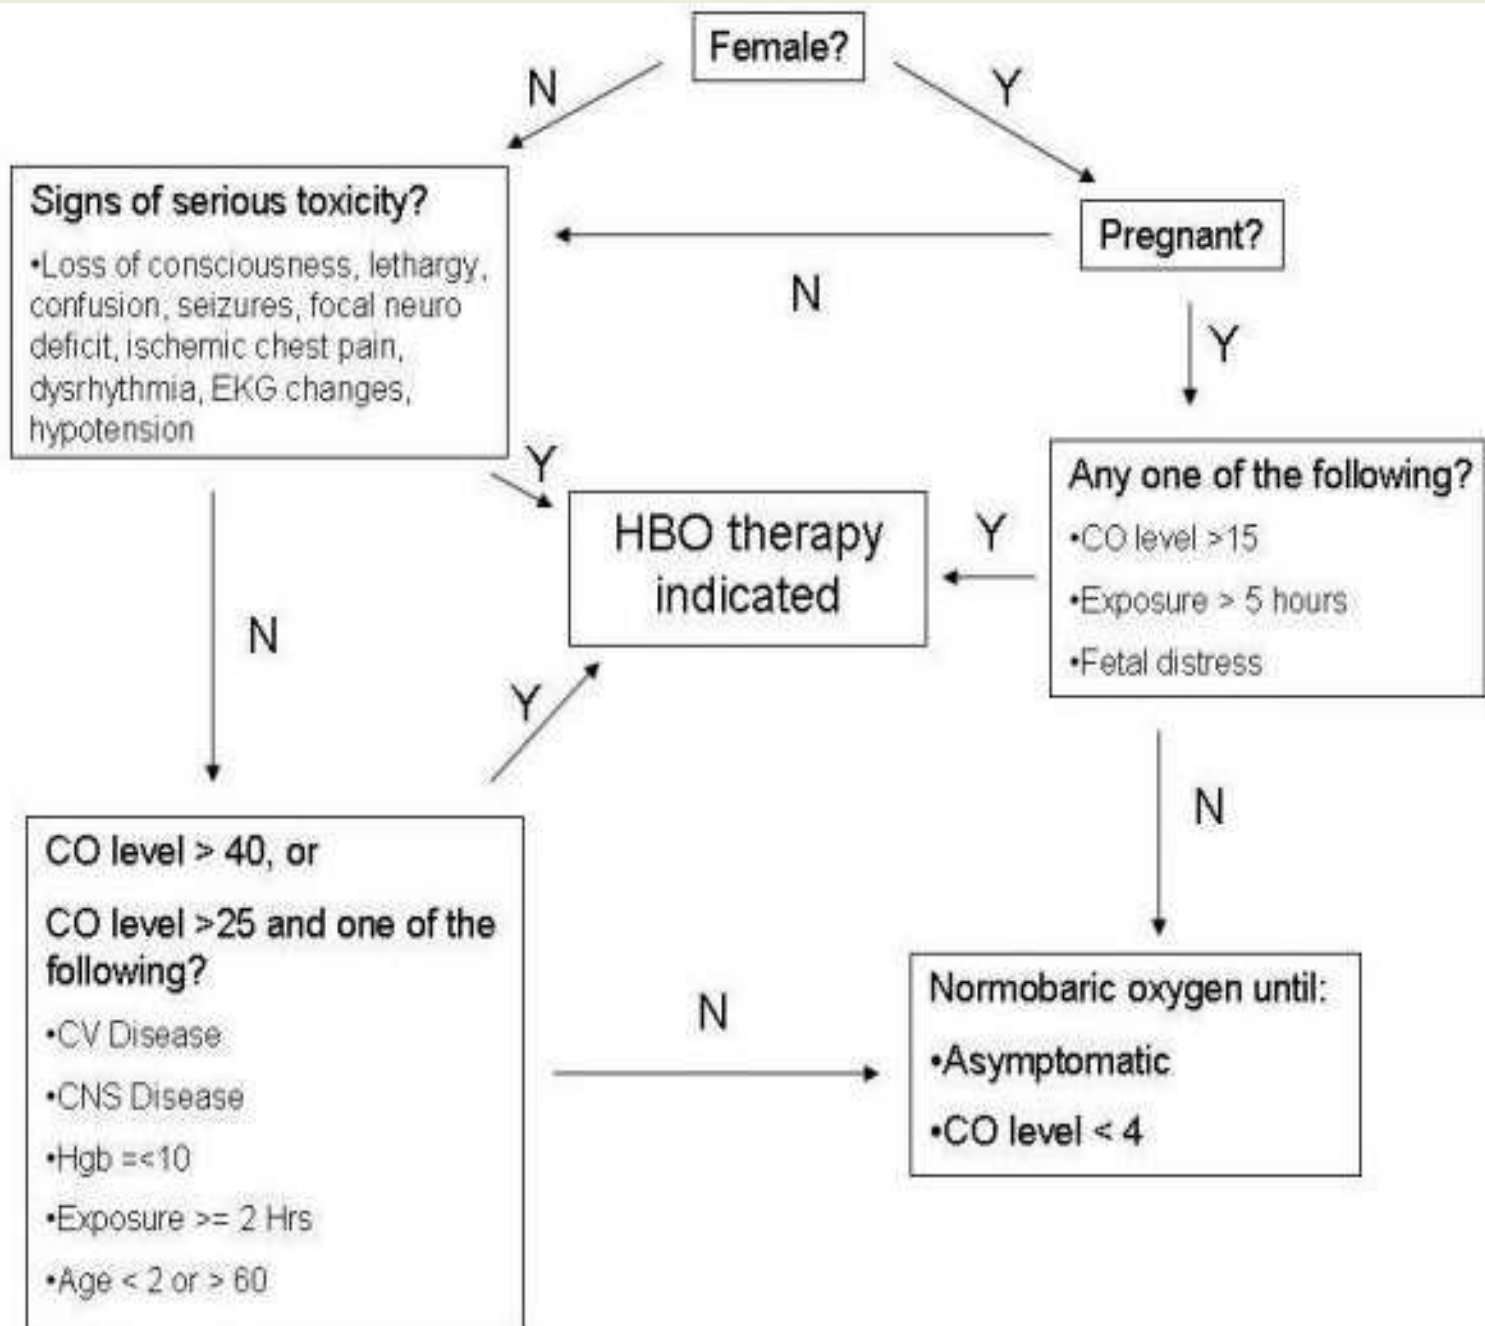 Female?
N
Y
Signs of serious toxicity?
•Loss of consciousness, lethargy,
confusion, seizures, focal neuro
deficit, ischemic chest pain,
dysrhythmia, EKG changes,
hypotension
Pregnant?
N
Y
Y
HBO therapy
indicated
Y
Any one of the following?
•CO level >15
•Exposure > 5 hours
•Fetal distress
N
Y
N
CO level > 40, or
CO level >25 and one of the
following?
•CV Disease
•CNS Disease
•Hgb =<10
•Exposure >= 2 Hrs
•Age < 2 or > 60
N
Normobaric oxygen until:
•Asymptomatic
•CO level < 4